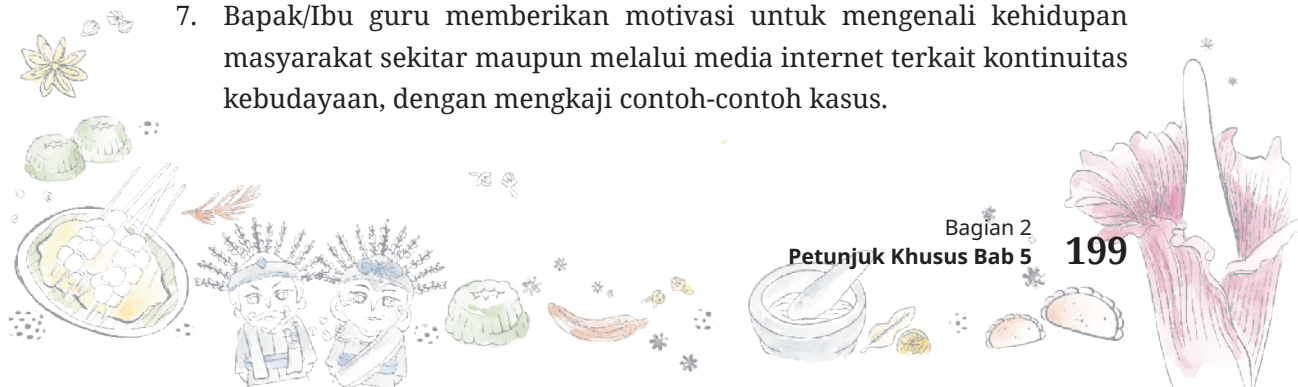 7. Bapak/Ibu guru memberikan motivasi untuk mengenali kehidupan
masyarakat sekitar maupun melalui media internet terkait kontinuitas
kebudayaan, dengan mengkaji contoh-contoh kasus.
Bagian 2
Petunjuk Khusus Bab 5 199